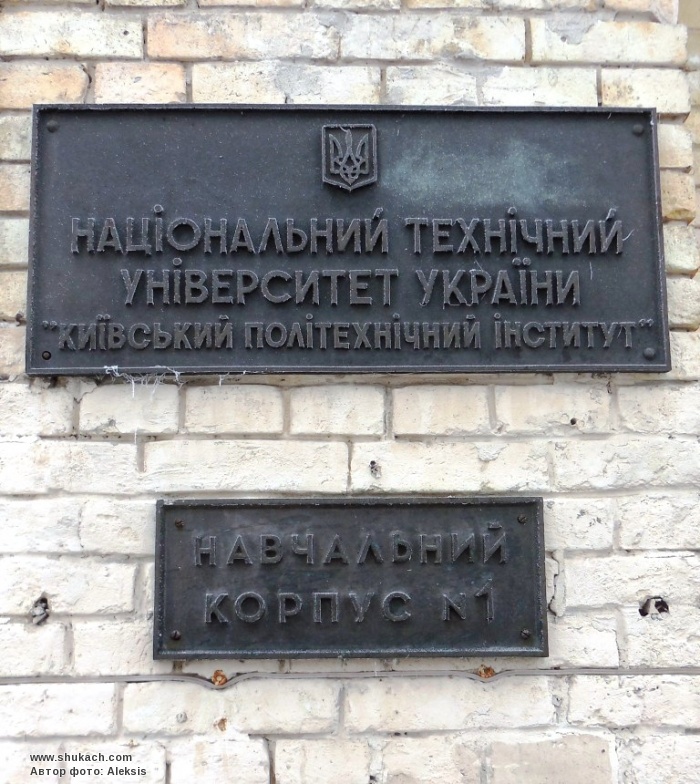 НАЦІОНАЛЬНИЙ ТЕХНІЧНИЙ
УНІВЕРСИТЕТ УКРАЇНИ
"КИЇВСЬКИЙ ПОЛІТЕХНІЧНИЙ ІНСТИТУТ"
НАВЧАЛЬНИЙ
КОРПУС №1
www.shukach.com
Автор фото: Aleksis